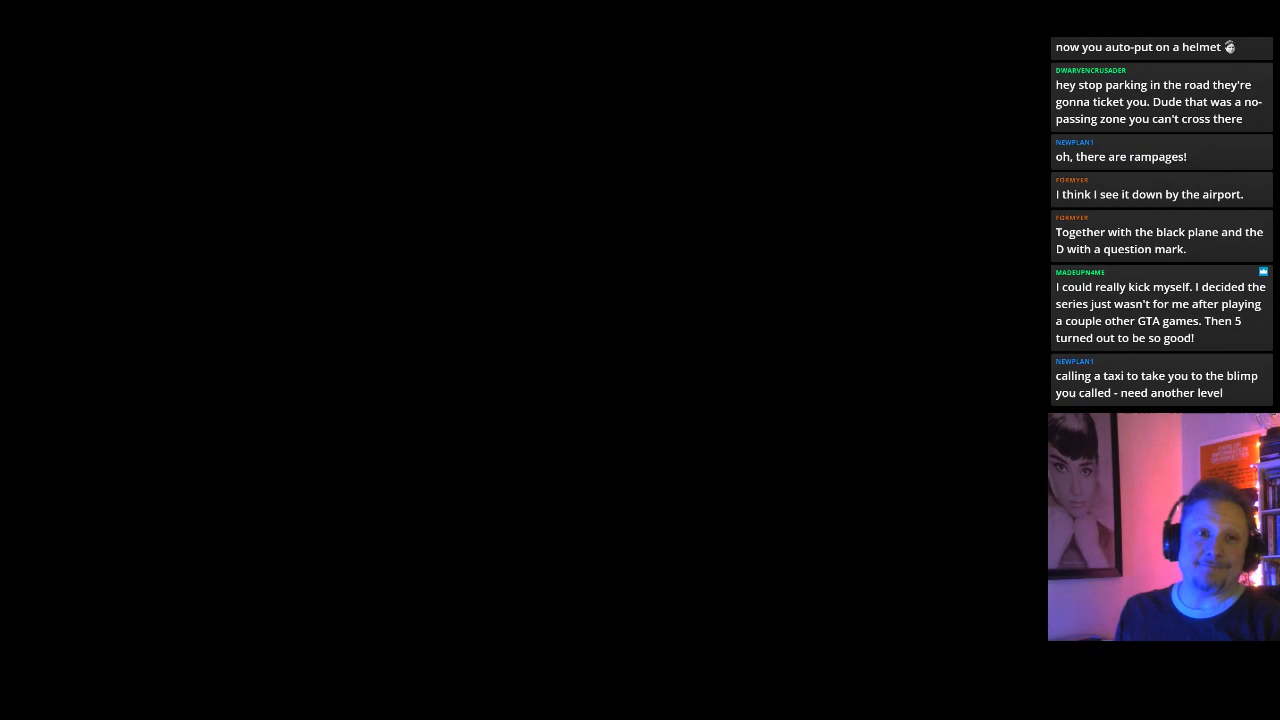 now you auto-put on a helmet
DWARVENCRUSADER
hey stop parking in the road they're
gonna ticket you. Dude that was a no-
passing zone you can't cross there
NEWPLAN1
oh, there are rampages!
FORMYER
I think I see it down by the airport.
FORMYER
Together with the black plane and the
D with a question mark.
MADEUPN4ME
I could really kick myself. I decided the
series just wasn't for me after playing
a couple other GTA games. Then 5
turned out to be so good!
NEWPLAN1
calling a taxi to take you to the blimp
you called - need another level